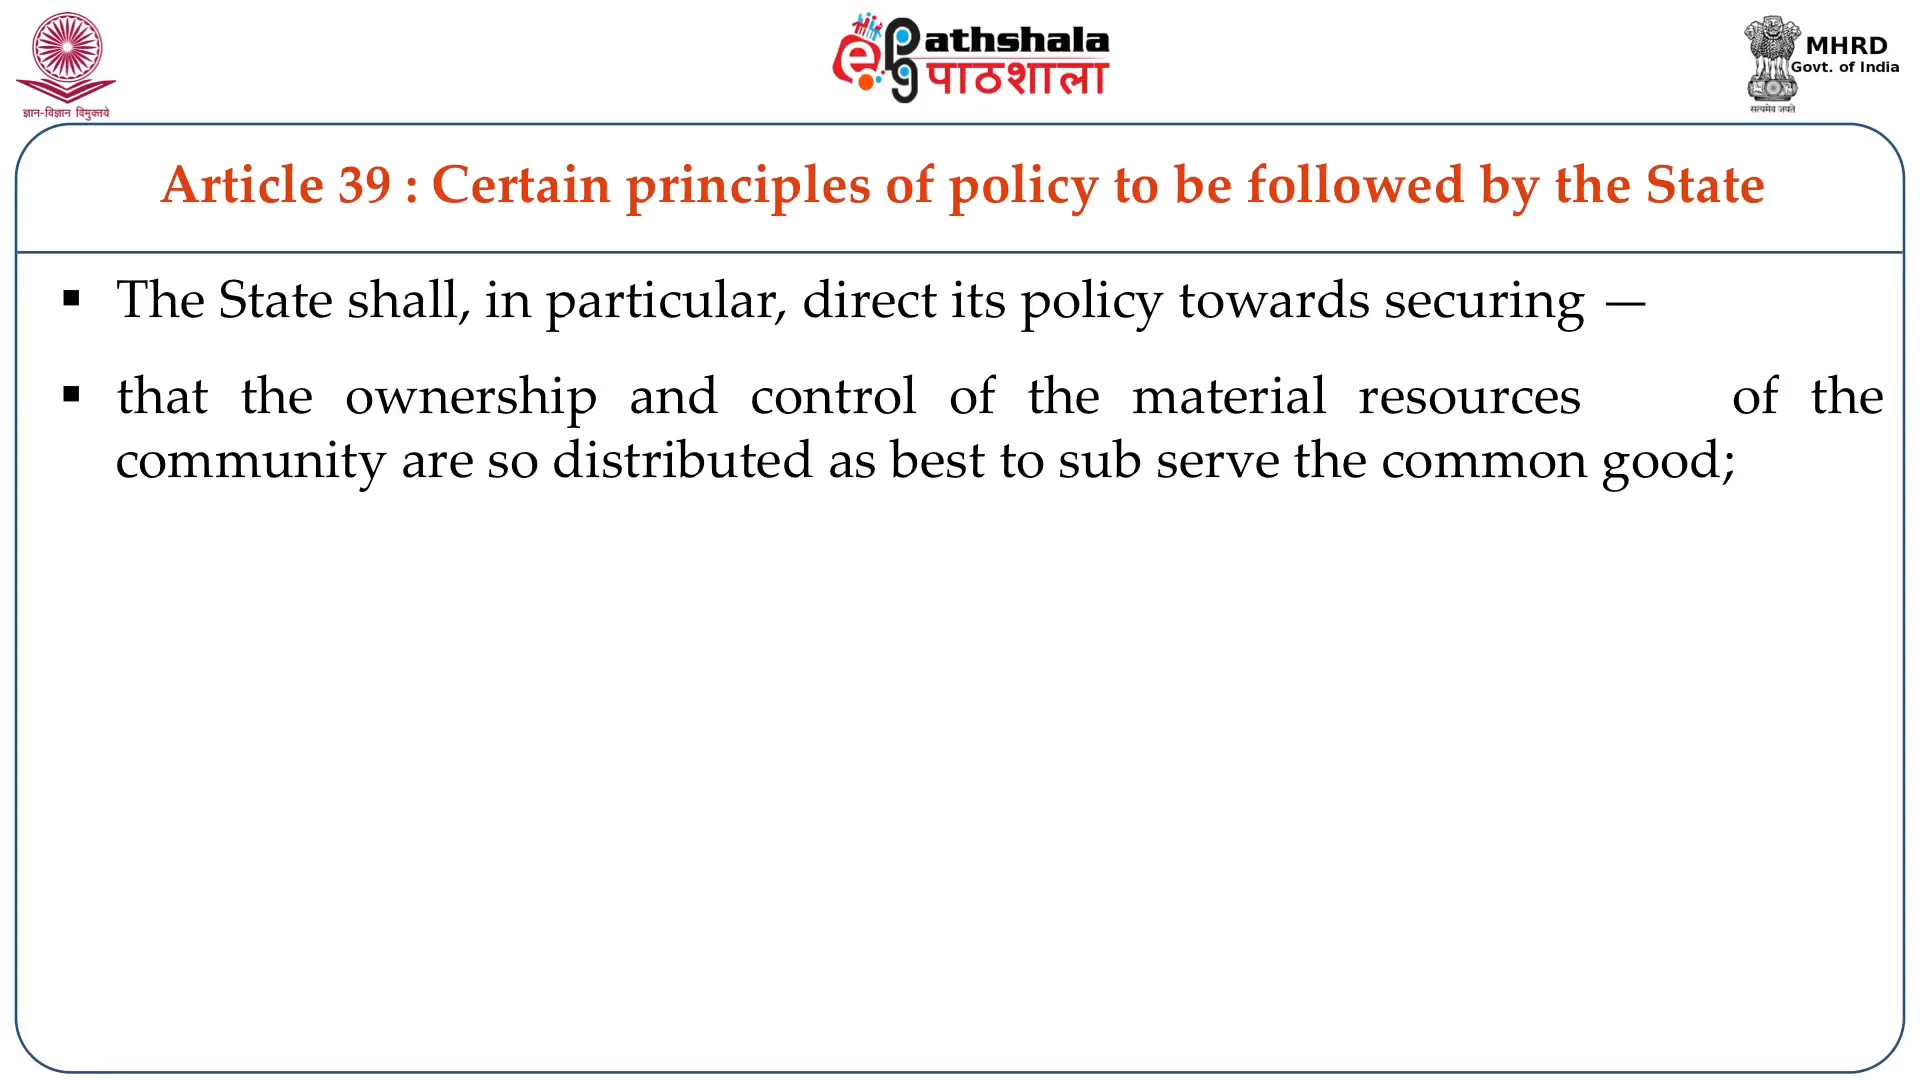 ज्ञान-विज्ञान विमुक्तये
e Pathshala
पाठशाला
pg
MHRD
Govt. of India
सत्यमेव जयते
Article 39 : Certain principles of policy to be followed by the State
▪ The State shall, in particular, direct its policy towards securing —
▪ that the ownership and control of the material resources of the
community are so distributed as best to sub serve the common good;